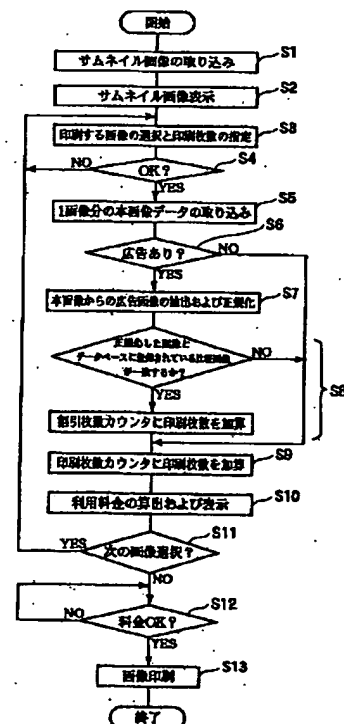 開始
サムネイル画像の取り込み
S1
サムネイル画像表示
S2
印刷する画像の選択と印刷枚数の指定
S3
NO
OK?
S4
YES
S5
1画像分の本画像データの取り込み
S6
広告あり?
NO
YES
S7
本画像からの広告画像の抽出および正規化
正規化した画像と
データベースに登録されている比較画像
が一致するか?
NO
S8
YES
割引枚数カウンタに印刷枚数を加算
S9
印刷枚数カウンタに印刷枚数を加算
S10
利用料金の算出および表示
S11
YES
次の画像選択?
NO
S12
NO
料金OK?
YES
S13
画像印刷
終了